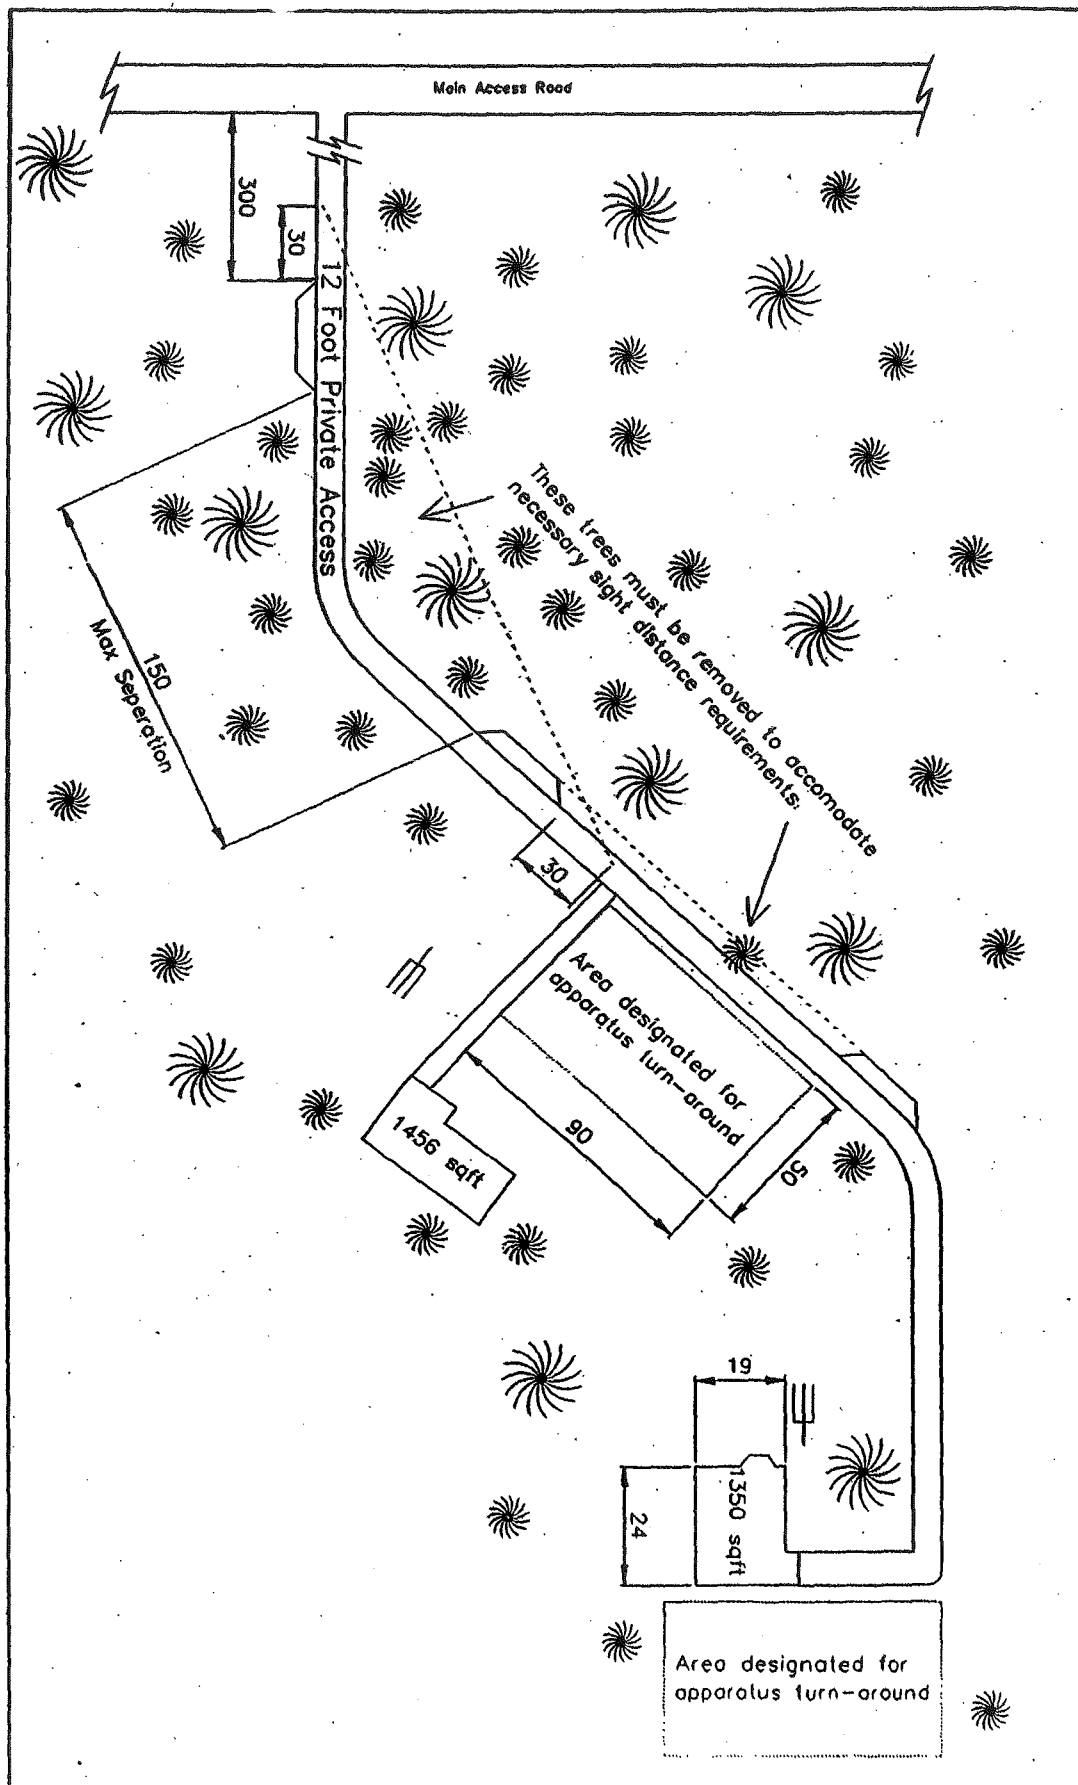 Main Access Road
300
30
12 Foot Private Access
These trees must be removed to accomodate
necessary sight distance requirements.
150
Max Seperation
30
Area designated for
apparatus turn-around
90
50
1456 sqft
19
1350 sqft
24
Area designated for
apparatus turn-around